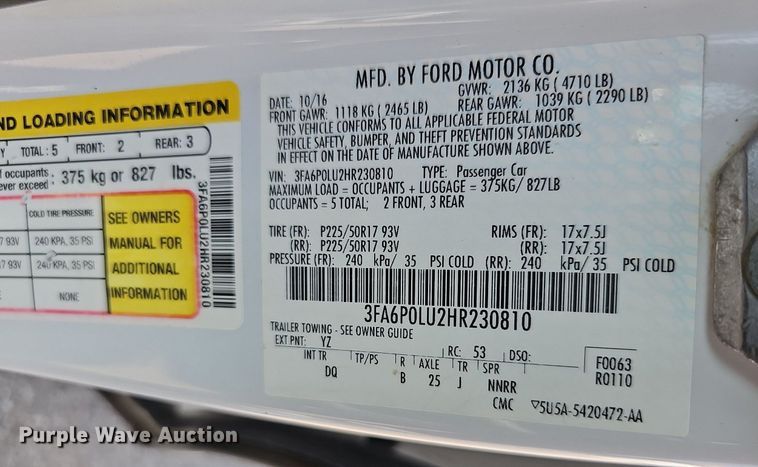 ND LOADING INFORMATION
Y TOTAL: 5 FRONT: 2 REAR: 3
of occupants
ever exceed: 375 kg or 827 lbs.
COLD TIRE PRESSURE
7 93V 240 KPA, 35 PSI
7 93V 240 KPA, 35 PSI
NONE
SEE OWNERS
MANUAL FOR
ADDITIONAL
INFORMATION
3FA6P0LU2HR230810
MFD. BY FORD MOTOR CO.
DATE: 10/16 GVWR: 2136 KG (4710 LB)
FRONT GAWR: 1118 KG (2465 LB) REAR GAWR: 1039 KG (2290 LB)
THIS VEHICLE CONFORMS TO ALL APPLICABLE FEDERAL MOTOR
VEHICLE SAFETY, BUMPER, AND THEFT PREVENTION STANDARDS
IN EFFECT ON THE DATE OF MANUFACTURE SHOWN ABOVE.
VIN: 3FA6P0LU2HR230810 TYPE: Passenger Car
MAXIMUM LOAD = OCCUPANTS + LUGGAGE = 375KG/ 827LB
OCCUPANTS = 5 TOTAL; 2 FRONT, 3 REAR
TIRE (FR): P225/50R17 93V RIMS (FR): 17x7.5J
(RR): P225/50R17 93V (RR): 17x7.5J
PRESSURE (FR): 240 kPa/ 35 PSI COLD (RR): 240 kPa/ 35 PSI COLD
3FA6P0LU2HR230810
TRAILER TOWING - SEE OWNER GUIDE
EXT PNT: YZ RC: 53 DSO:
INT TR TP/PS R AXLE TR SPR
DQ B 25 J NNRR
F0063
R0110
CMC ▽5U5A-5420472-AA
Purple Wave Auction